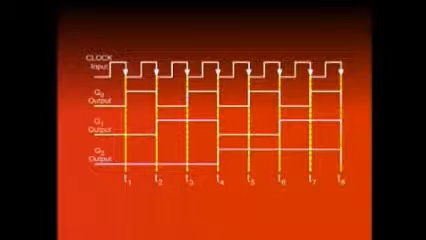 CLOCK
Input
Q0
Output
Q1
Output
Q2
Output
t1 t2 t3 t4 t5 t6 t7 t8